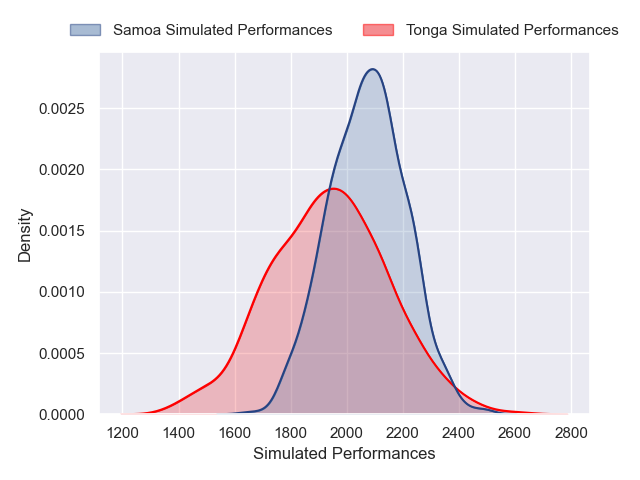 Samoa Simulated Performances Tonga Simulated Performances
0.0025
0.0020
0.0015
0.0010
0.0005
0.0000
Density
1200 1400 1600 1800 2000 2200 2400 2600 2800
Simulated Performances